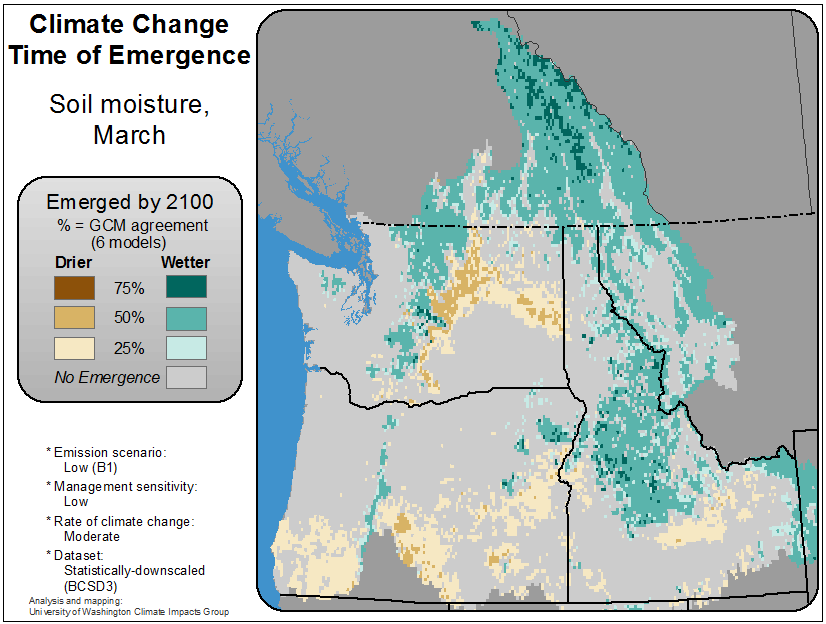 Climate Change
Time of Emergence
Soil moisture,
March
Emerged by 2100
% = GCM agreement
(6 models)
Drier Wetter
75%
50%
25%
No Emergence
* Emission scenario:
Low (B1)
* Management sensitivity:
Low
* Rate of climate change:
Moderate
* Dataset:
Statistically-downscaled
(BCSD3)
Analysis and mapping:
University of Washington Climate Impacts Group